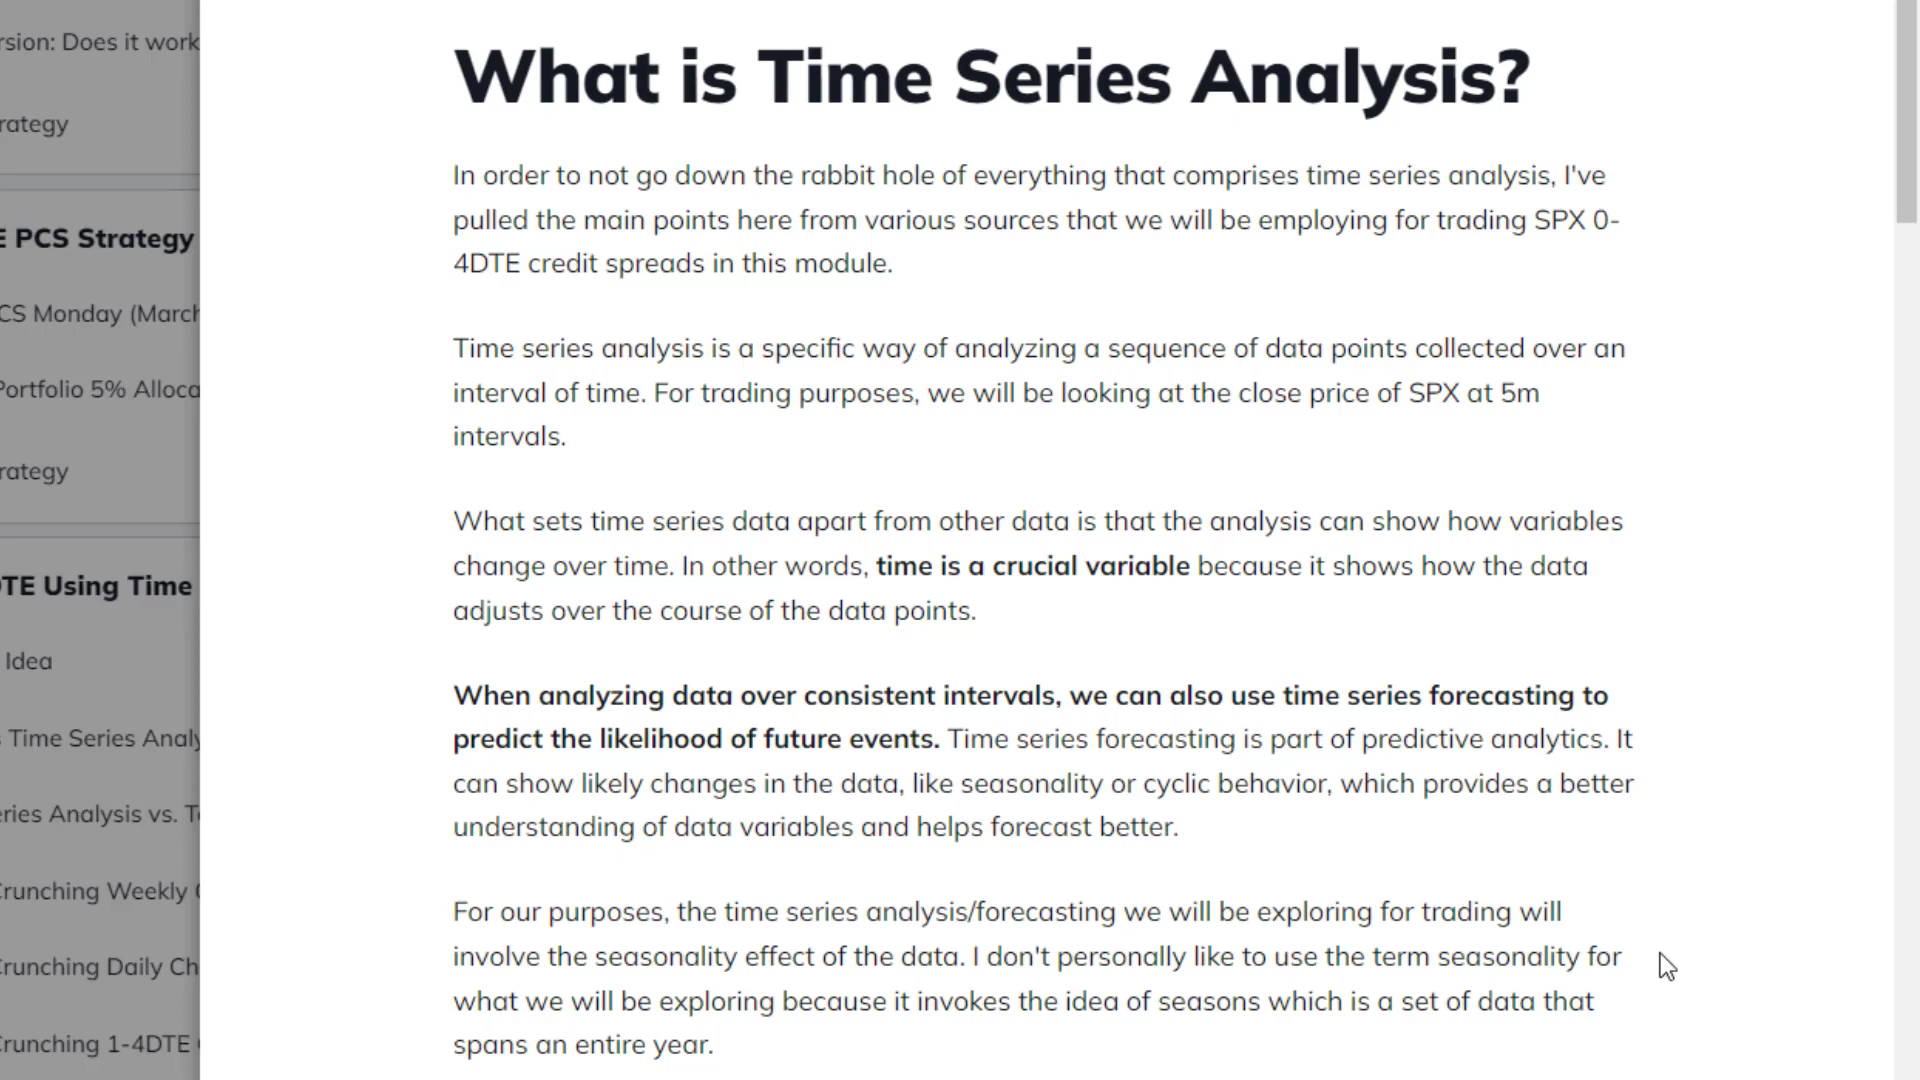 rsion: Does it work
rategy
E PCS Strategy
CS Monday (March
Portfolio 5% Alloca
rategy
DTE Using Time
Idea
s Time Series Analy
eries Analysis vs. Te
Crunching Weekly C
Crunching Daily Ch
Crunching 1-4DTE
What is Time Series Analysis?
In order to not go down the rabbit hole of everything that comprises time series analysis, I've
pulled the main points here from various sources that we will be employing for trading SPX 0-
4DTE credit spreads in this module.
Time series analysis is a specific way of analyzing a sequence of data points collected over an
interval of time. For trading purposes, we will be looking at the close price of SPX at 5m
intervals.
What sets time series data apart from other data is that the analysis can show how variables
change over time. In other words, time is a crucial variable because it shows how the data
adjusts over the course of the data points.
When analyzing data over consistent intervals, we can also use time series forecasting to
predict the likelihood of future events. Time series forecasting is part of predictive analytics. It
can show likely changes in the data, like seasonality or cyclic behavior, which provides a better
understanding of data variables and helps forecast better.
For our purposes, the time series analysis/forecasting we will be exploring for trading will
involve the seasonality effect of the data. I don't personally like to use the term seasonality for
what we will be exploring because it invokes the idea of seasons which is a set of data that
spans an entire year.